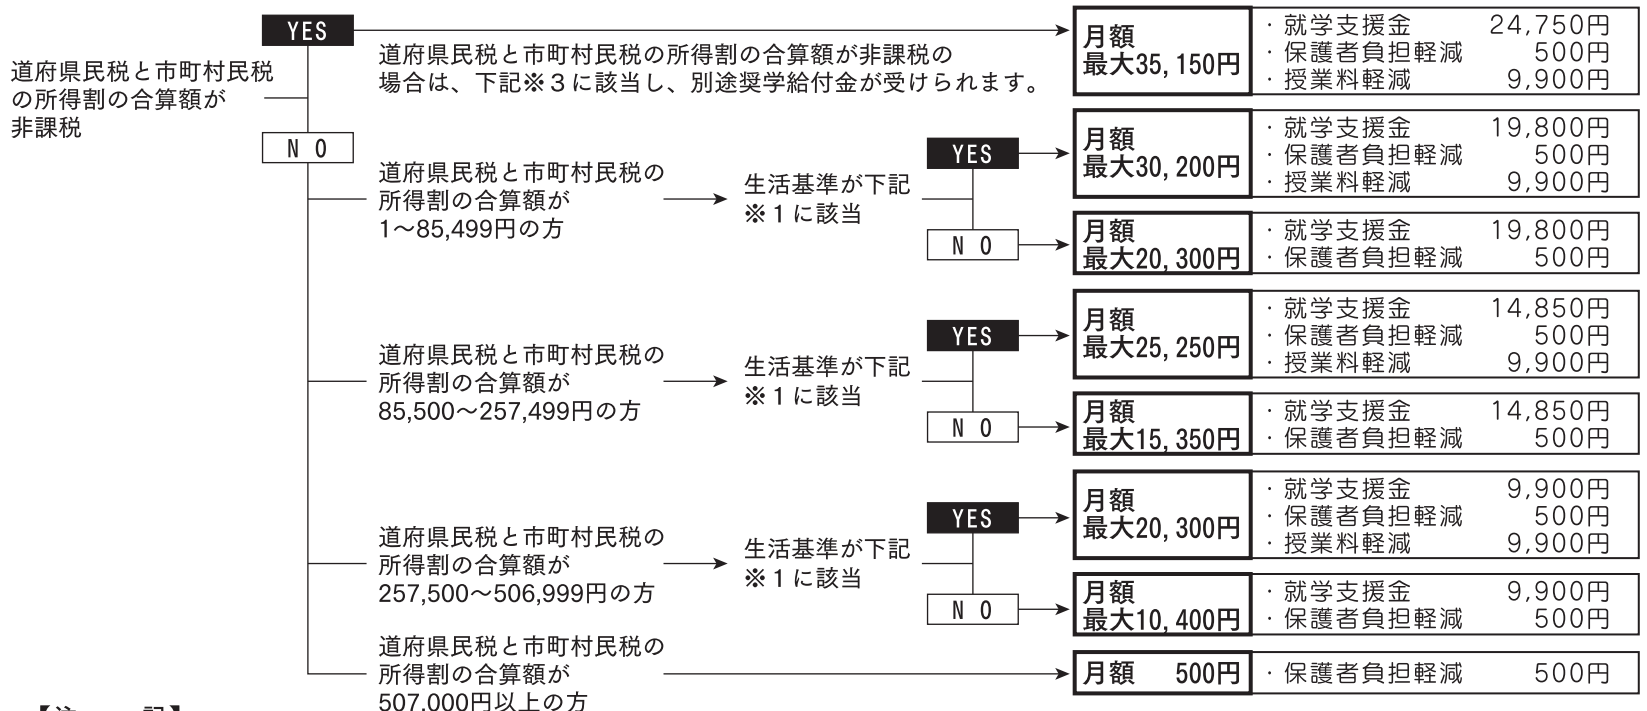 道府県民税と市町村民税
の所得割の合算額が
非課税
YES
道府県民税と市町村民税の所得割の合算額が非課税の
場合は、下記※3に該当し、別途奨学給付金が受けられます。
月額
最大35,150円
・就学支援金 24,750円
・保護者負担軽減 500円
・授業料軽減 9,900円
NO
道府県民税と市町村民税の
所得割の合算額が
1～85,499円の方
生活基準が下記
※1に該当
YES
月額
最大30,200円
・就学支援金 19,800円
・保護者負担軽減 500円
・授業料軽減 9,900円
NO
月額
最大20,300円
・就学支援金 19,800円
・保護者負担軽減 500円
道府県民税と市町村民税の
所得割の合算額が
85,500～257,499円の方
生活基準が下記
※1に該当
YES
月額
最大25,250円
・就学支援金 14,850円
・保護者負担軽減 500円
・授業料軽減 9,900円
NO
月額
最大15,350円
・就学支援金 14,850円
・保護者負担軽減 500円
道府県民税と市町村民税の
所得割の合算額が
257,500～506,999円の方
生活基準が下記
※1に該当
YES
月額
最大20,300円
・就学支援金 9,900円
・保護者負担軽減 500円
・授業料軽減 9,900円
NO
月額
最大10,400円
・就学支援金 9,900円
・保護者負担軽減 500円
道府県民税と市町村民税の
所得割の合算額が
507,000円以上の方
月額 500円
・保護者負担軽減 500円